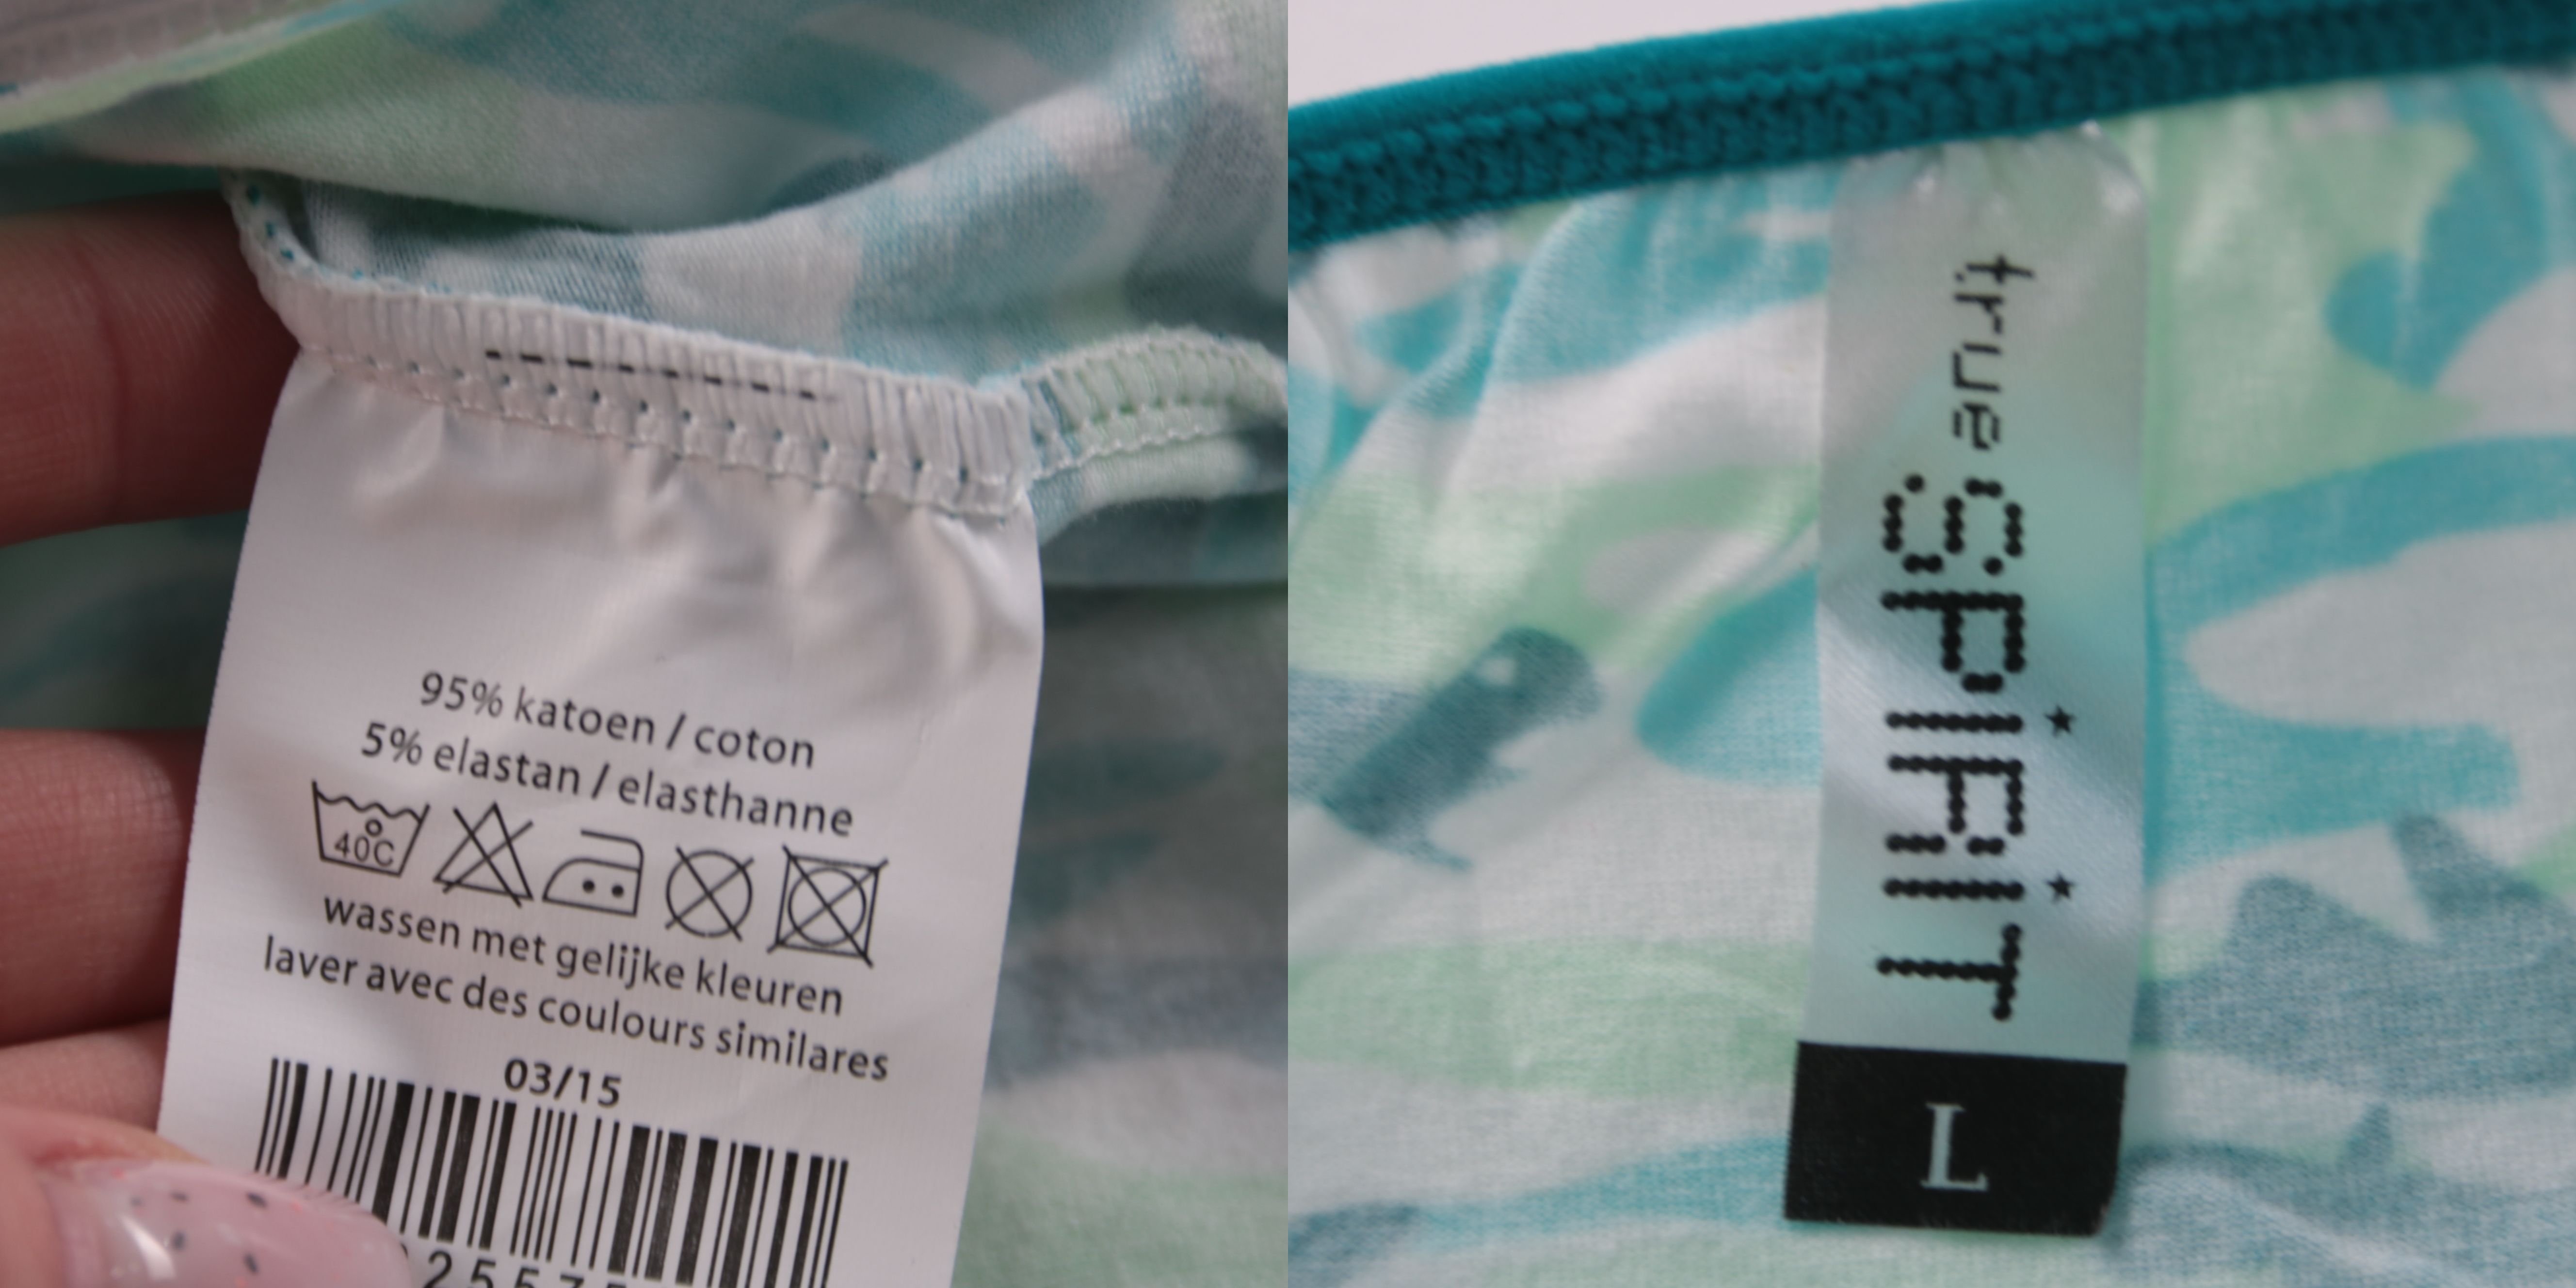 95% katoen / coton
5% elastan / elasthanne
40C
wassen met gelijke kleuren
laver avec des coulours similares
03/15
true SPiRiT
L